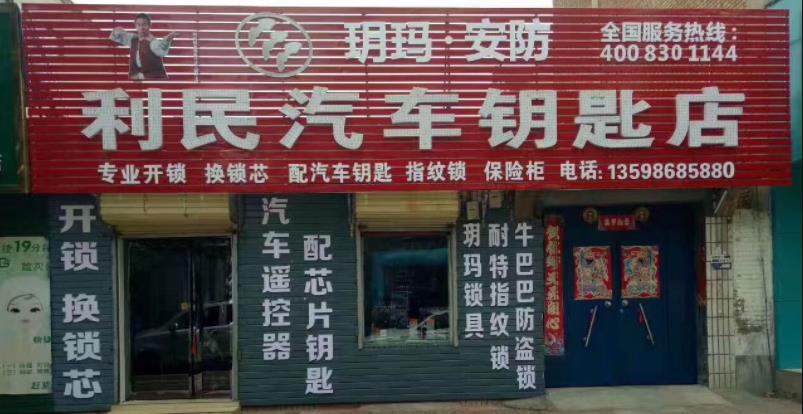 玥玛·安防
全国服务热线：
400 830 1144
利民汽车钥匙店
专业开锁 换锁芯 配汽车钥匙 指纹锁 保险柜 电话：13598685880
开锁 换锁芯
汽车遥控器
配芯片钥匙
玥玛锁具
耐特指纹锁
牛巴巴防盗锁
19分